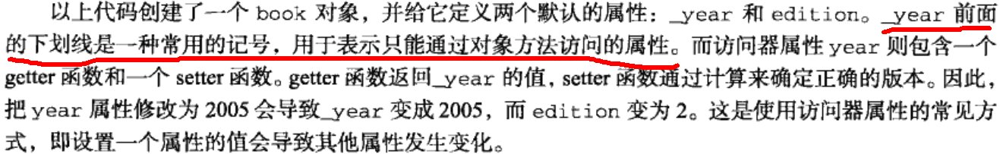 以上代码创建了一个 book 对象，并给它定义两个默认的属性：_year 和 edition。_year 前面
的下划线是一种常用的记号，用于表示只能通过对象方法访问的属性。而访问器属性 year 则包含一个
getter 函数和一个 setter 函数。getter 函数返回_year 的值，setter 函数通过计算来确定正确的版本。因此，
把 year 属性修改为 2005 会导致_year 变成 2005，而 edition 变为 2。这是使用访问器属性的常见方
式，即设置一个属性的值会导致其他属性发生变化。